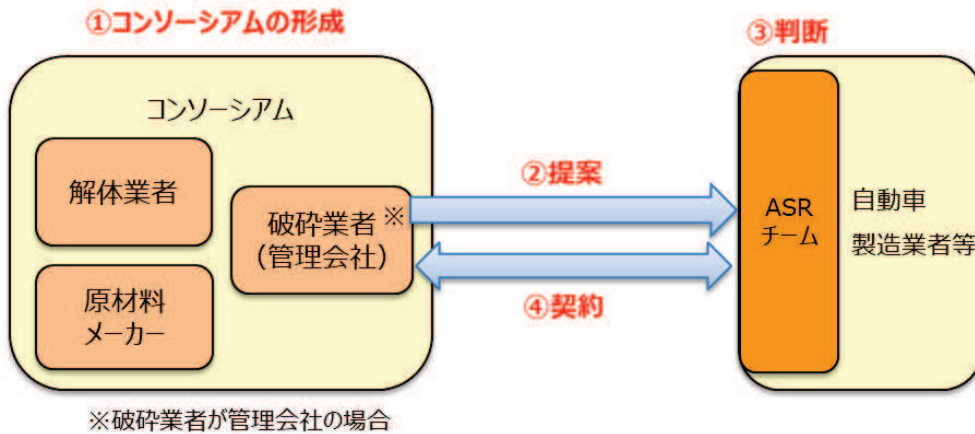 ①コンソーシアムの形成
コンソーシアム
解体業者
破砕業者※
（管理会社）
原材料
メーカー
※破砕業者が管理会社の場合
②提案
④契約
③判断
ASR
チーム
自動車
製造業者等